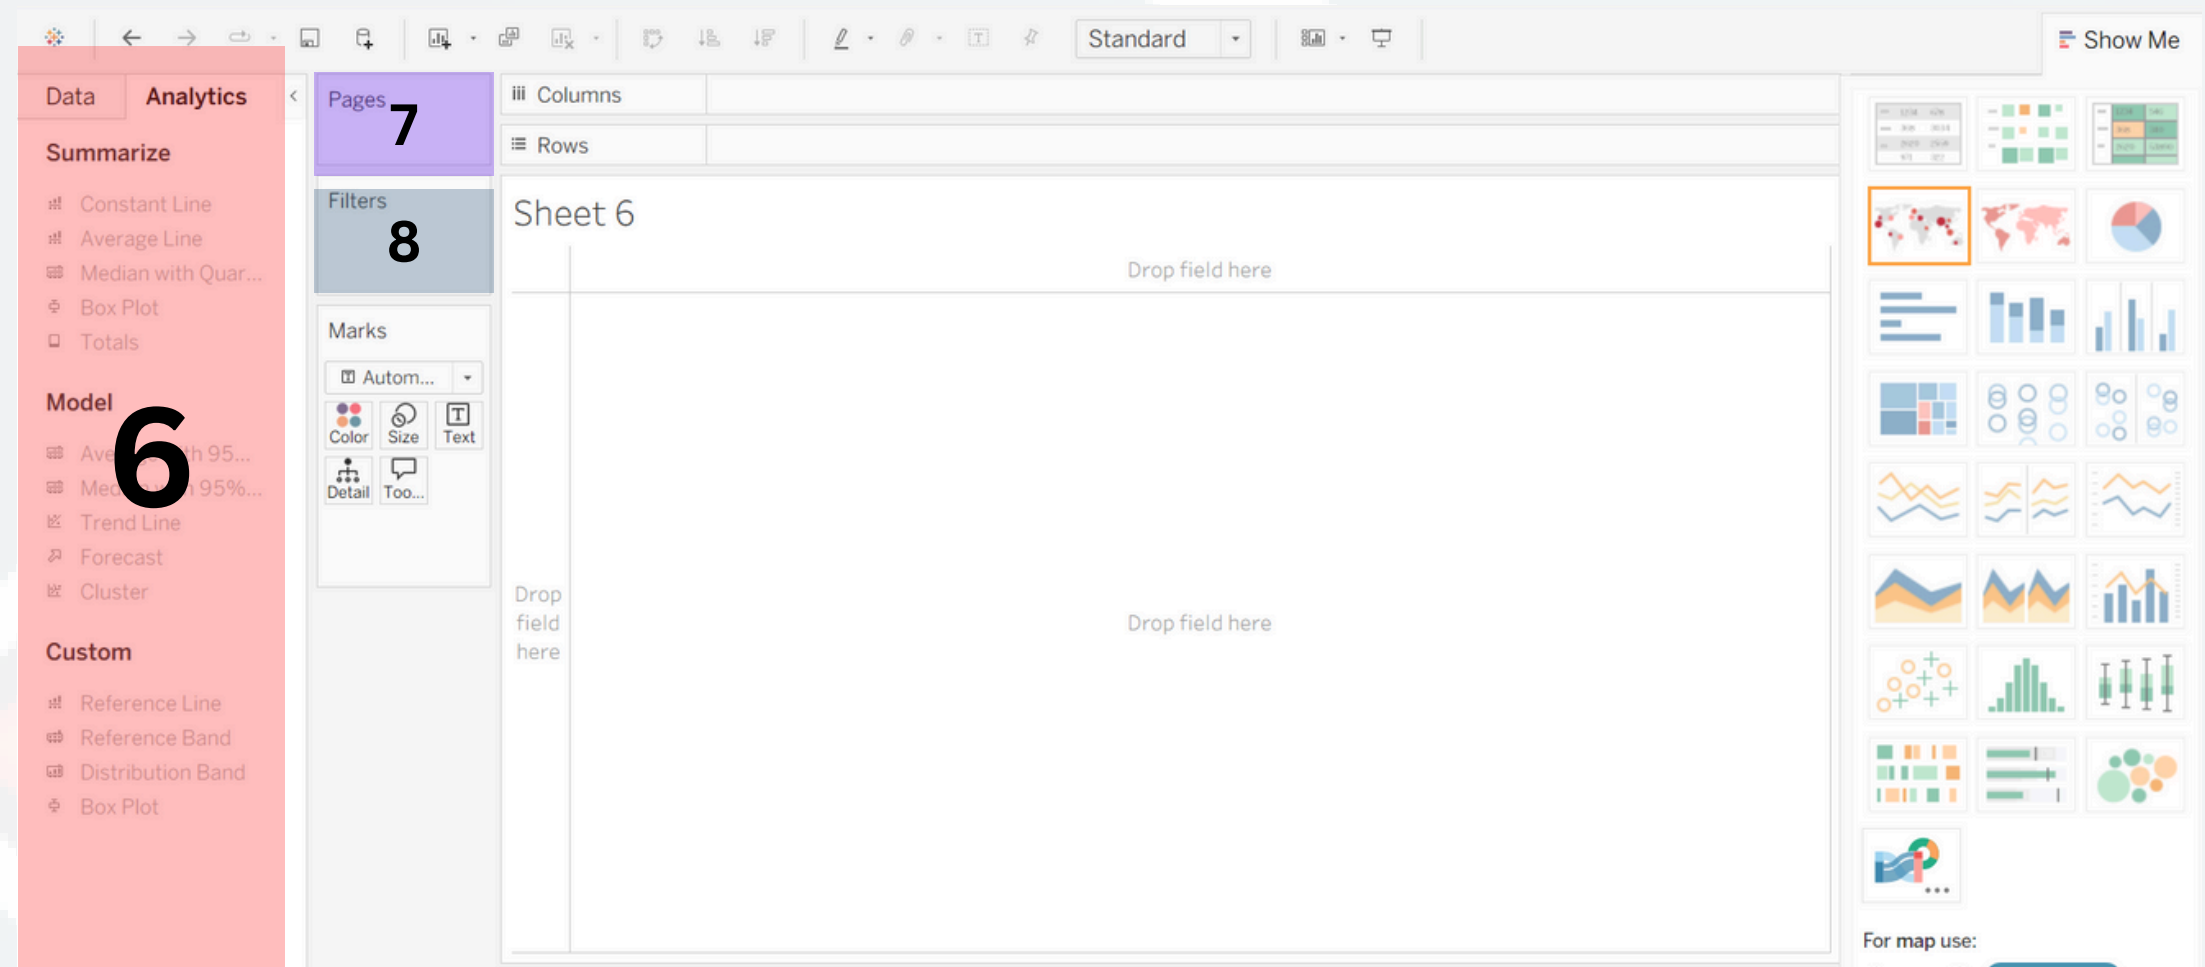 Standard
Show Me
Data
Analytics
Summarize
Constant Line
Average Line
Median with Quar...
Box Plot
Totals
Model
6
Trend Line
Forecast
Cluster
Custom
Reference Line
Reference Band
Distribution Band
Box Plot
Pages
7
Filters
8
Marks
Autom...
Color
Size
Text
Detail
Too...
Columns
Rows
Sheet 6
Drop field here
Drop
field
here
Drop field here
For map use: